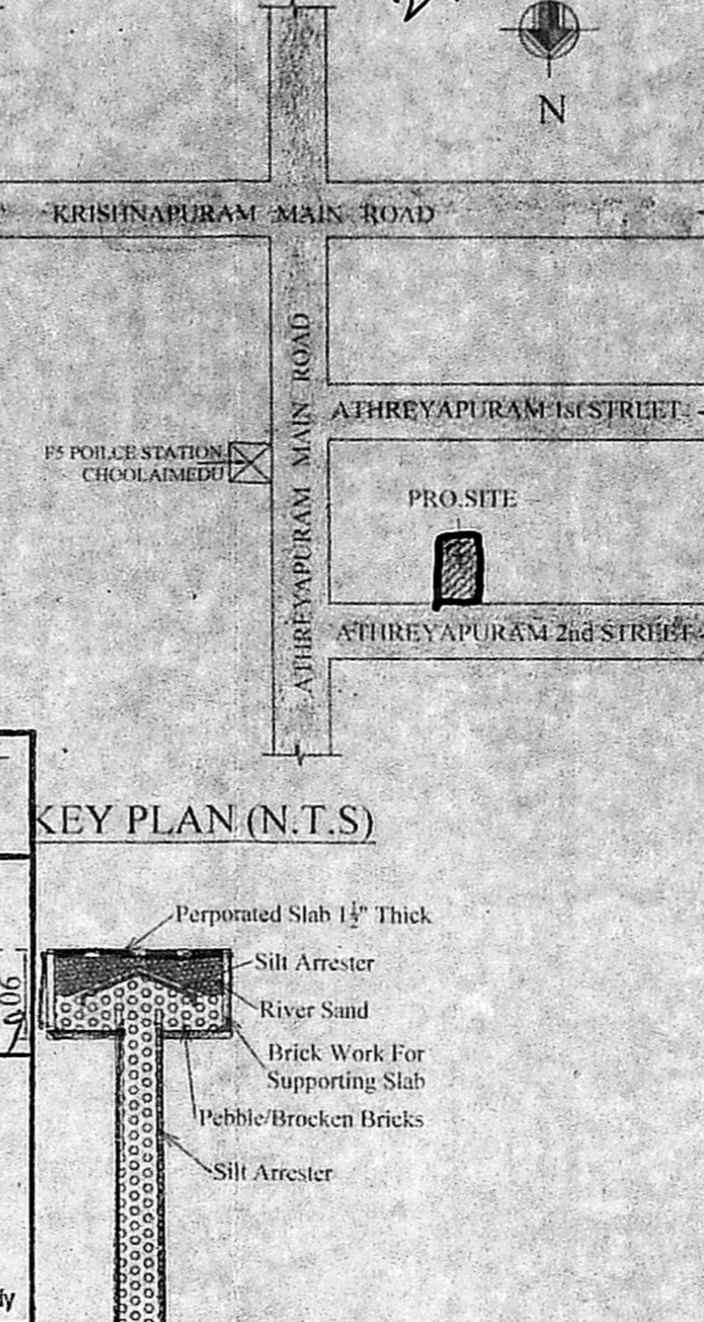 N
KRISHNAPURAM MAIN ROAD
ATHREYAPURAM MAIN ROAD
ATHREYAPURAM 1st STREET
F5 POILCE STATION
CHOOLAIMEDU
PRO.SITE
ATHREYAPURAM 2nd STREET
KEY PLAN (N.T.S)
Perporated Slab 1½" Thick
Silt Arrester
River Sand
06
Brick Work For
Supporting Slab
Pebble/Brocken Bricks
Silt Arrester